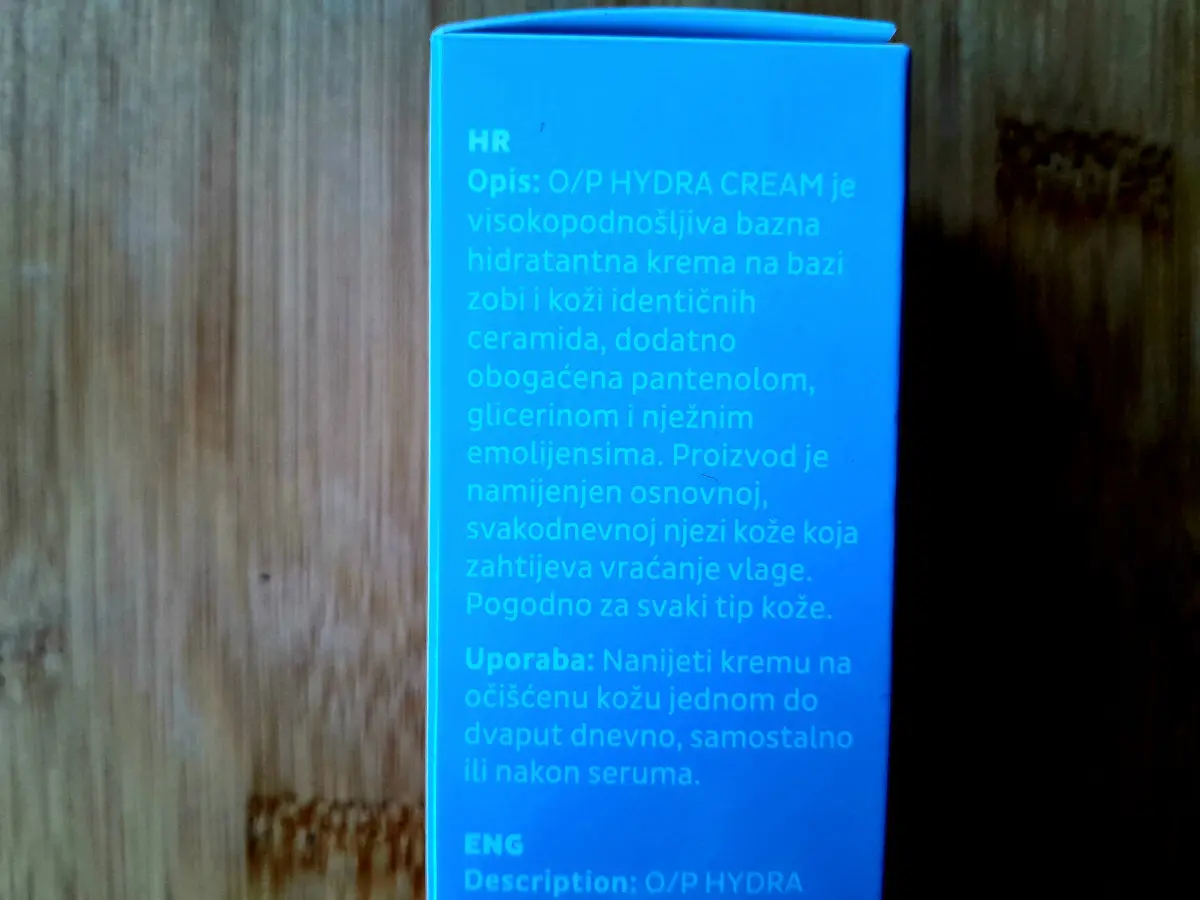 HR
Opis: O/P HYDRA CREAM je
visokopodnošljiva bazna
hidratantna krema na bazi
zobi i koži identičnih
ceramida, dodatno
obogaćena pantenolom,
glicerinom i nježnim
emolijensima. Proizvod je
namijenjen osnovnoj,
svakodnevnoj njezi kože koja
zahtijeva vraćanje vlage.
Pogodno za svaki tip kože.
Uporaba: Nanijeti kremu na
očišćenu kožu jednom do
dvaput dnevno, samostalno
ili nakon seruma.
ENG
Description: O/P HYDRA